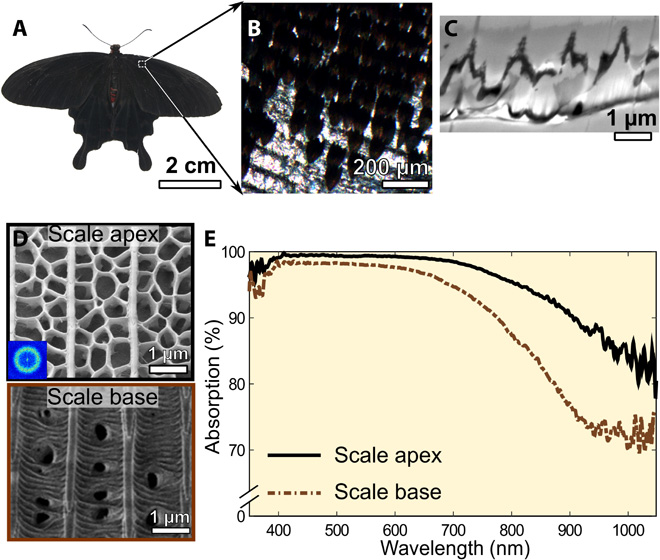 A
2 cm
B
200 µm
C
1 µm
D
Scale apex
1 µm
Scale base
1 µm
E
100
90
80
70
0
Absorption (%)
Scale apex
Scale base
400 500 600 700 800 900 1000
Wavelength (nm)